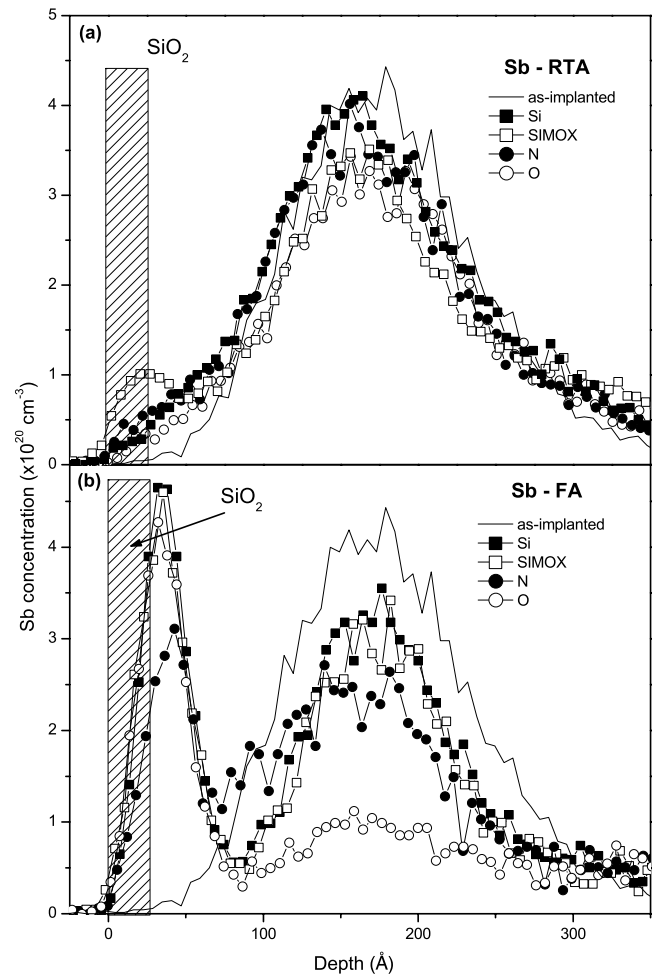 5
(a)
SiO2
Sb - RTA
as-implanted
Si
SIMOX
N
O
4
3
2
1
0
(b)
SiO2
Sb - FA
as-implanted
Si
SIMOX
N
O
4
3
2
1
0
Sb concentration (x10^20 cm^-3)
0 100 200 300
Depth (Å)